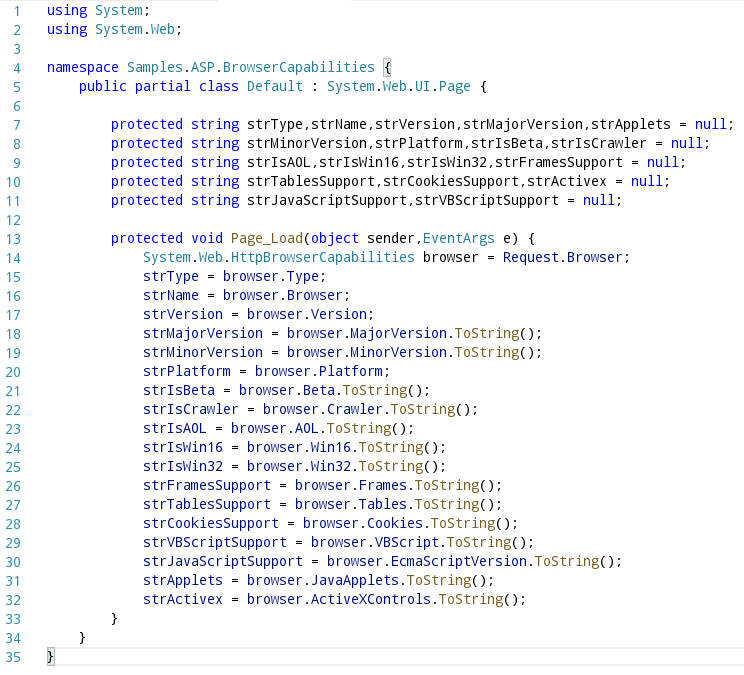 1 using System;
2 using System.Web;
3
4 namespace Samples.ASP.BrowserCapabilities {
5 public partial class Default : System.Web.UI.Page {
6
7 protected string strType,strName,strVersion,strMajorVersion,strApplets = null;
8 protected string strMinorVersion,strPlatform,strIsBeta,strIsCrawler = null;
9 protected string strIsAOL,strIsWin16,strIsWin32,strFramesSupport = null;
10 protected string strTablesSupport,strCookiesSupport,strActivex = null;
11 protected string strJavaScriptSupport,strVBScriptSupport = null;
12
13 protected void Page_Load(object sender,EventArgs e) {
14 System.Web.HttpBrowserCapabilities browser = Request.Browser;
15 strType = browser.Type;
16 strName = browser.Browser;
17 strVersion = browser.Version;
18 strMajorVersion = browser.MajorVersion.ToString();
19 strMinorVersion = browser.MinorVersion.ToString();
20 strPlatform = browser.Platform;
21 strIsBeta = browser.Beta.ToString();
22 strIsCrawler = browser.Crawler.ToString();
23 strIsAOL = browser.AOL.ToString();
24 strIsWin16 = browser.Win16.ToString();
25 strIsWin32 = browser.Win32.ToString();
26 strFramesSupport = browser.Frames.ToString();
27 strTablesSupport = browser.Tables.ToString();
28 strCookiesSupport = browser.Cookies.ToString();
29 strVBScriptSupport = browser.VBScript.ToString();
30 strJavaScriptSupport = browser.EcmaScriptVersion.ToString();
31 strApplets = browser.JavaApplets.ToString();
32 strActivex = browser.ActiveXControls.ToString();
33 }
34 }
35 }